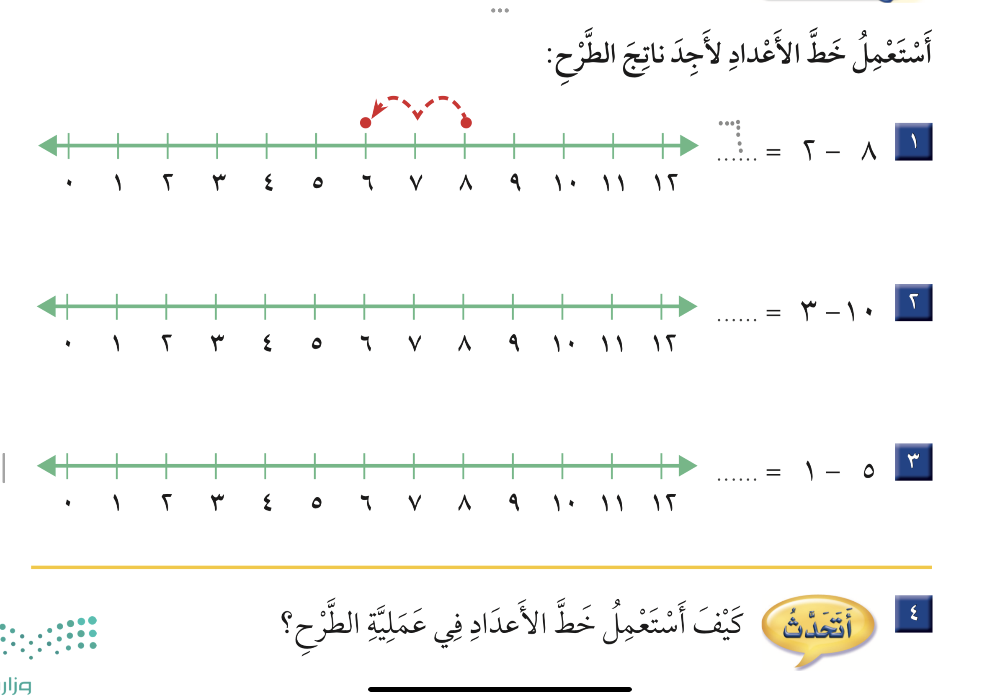 أَسْتَعْمِلُ خَطَّ الأَعْدادِ لأَجِدَ ناتِجَ الطَّرْحِ:
١ ٨ – ٢ = ٦......
٠ ١ ٢ ٣ ٤ ٥ ٦ ٧ ٨ ٩ ١٠ ١١ ١٢
٢ ١٠ – ٣ = ......
٠ ١ ٢ ٣ ٤ ٥ ٦ ٧ ٨ ٩ ١٠ ١١ ١٢
٣ ٥ – ١ = ......
٠ ١ ٢ ٣ ٤ ٥ ٦ ٧ ٨ ٩ ١٠ ١١ ١٢
٤ أَتَحَدَّثُ كَيْفَ أَسْتَعْمِلُ خَطَّ الأَعدَادِ فِي عَمَلِيَّةِ الطَّرْحِ؟